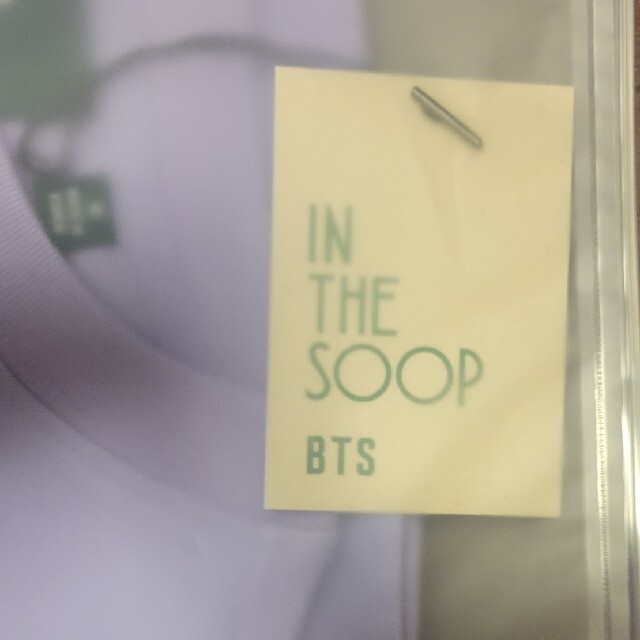 IN
THE
SOOP
BTS